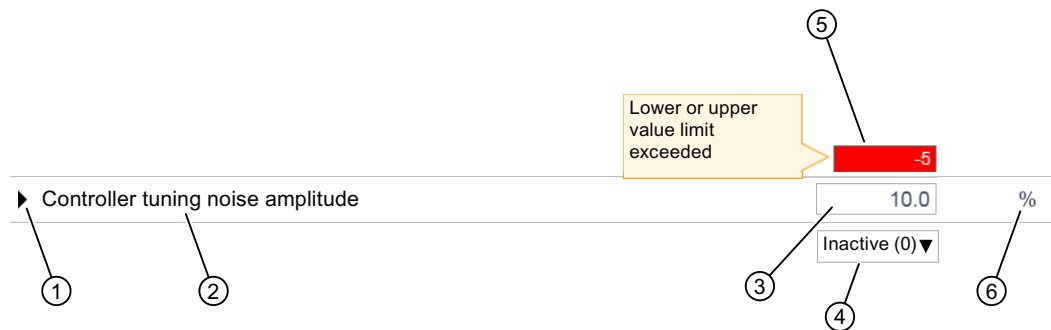 5
Lower or upper
value limit
exceeded
-5
Controller tuning noise amplitude
10.0
%
Inactive (0)▼
1
2
3
4
6